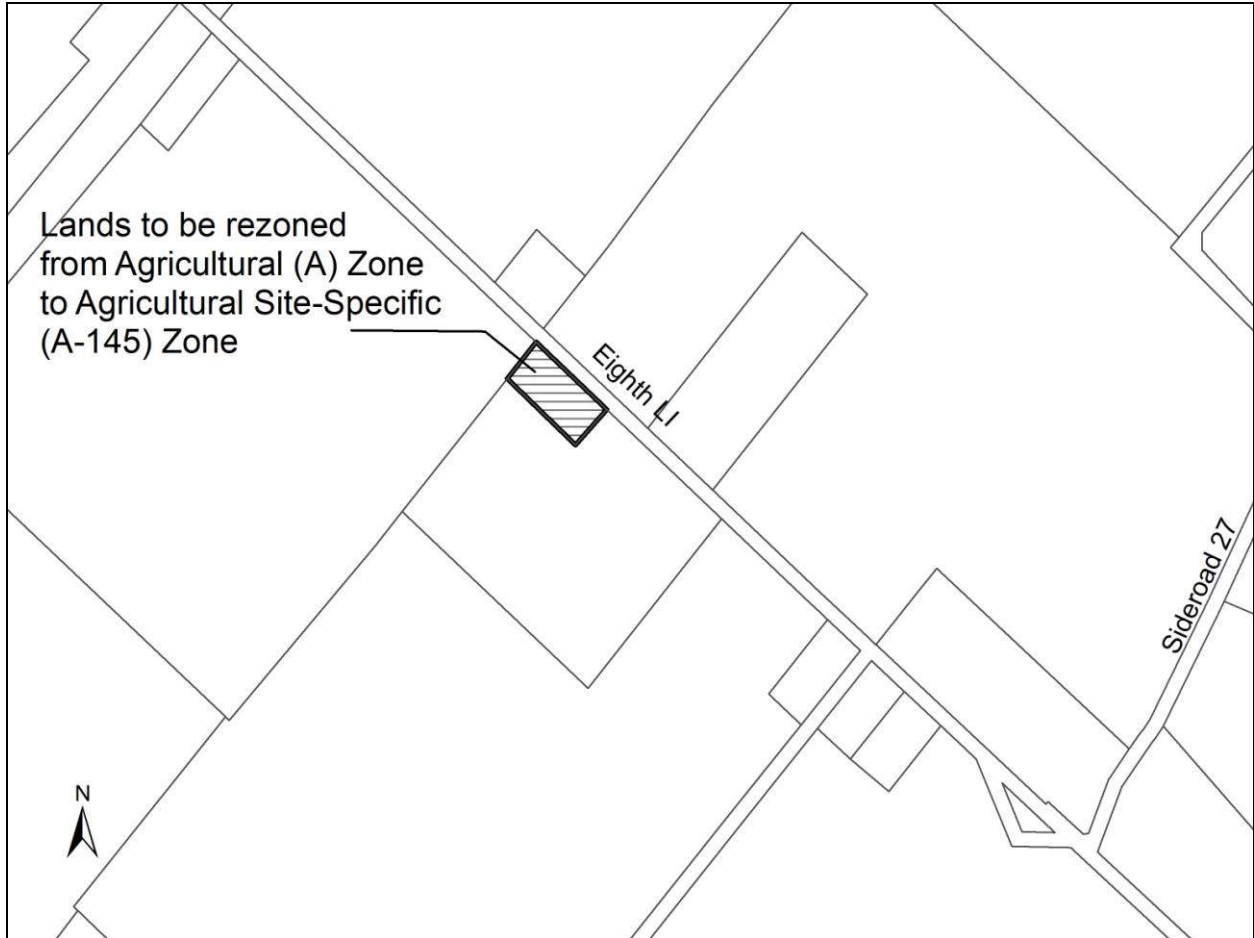 Lands to be rezoned
from Agricultural (A) Zone
to Agricultural Site-Specific
(A-145) Zone
Eighth LI
Sideroad 27
N